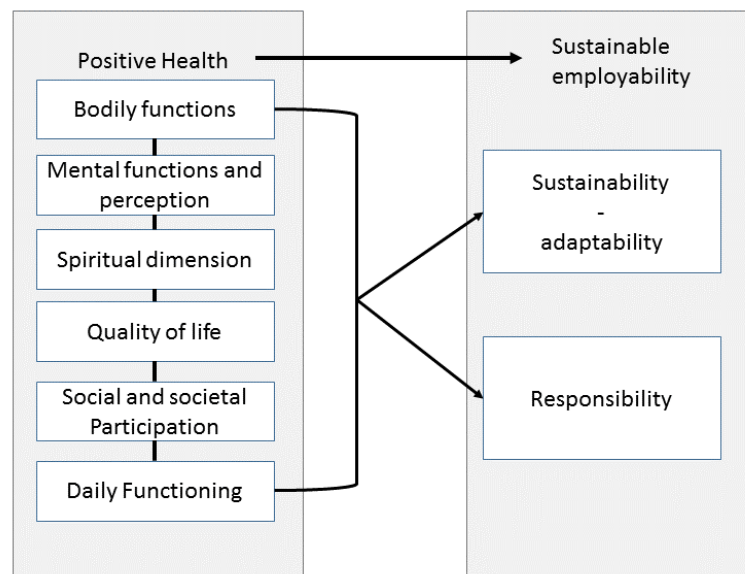 Positive Health
Bodily functions
Mental functions and
perception
Spiritual dimension
Quality of life
Social and societal
Participation
Daily Functioning
Sustainable
employability
Sustainability
-
adaptability
Responsibility